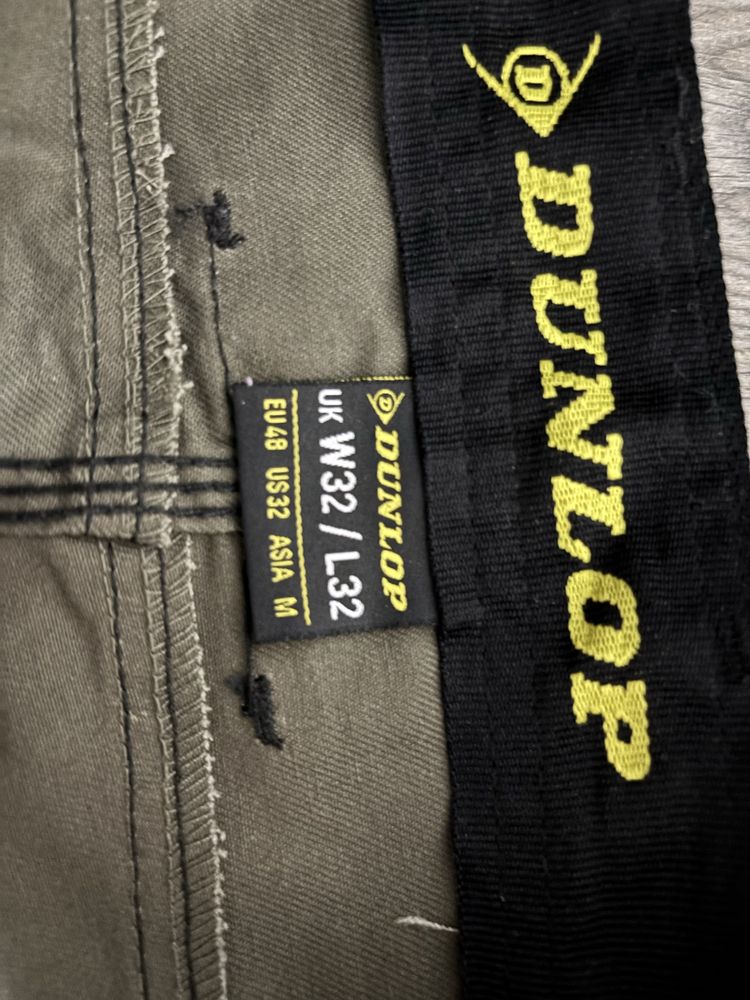 D DUNLOP
D DUNLOP
UK W32 / L32
EU48 US32 ASIA M